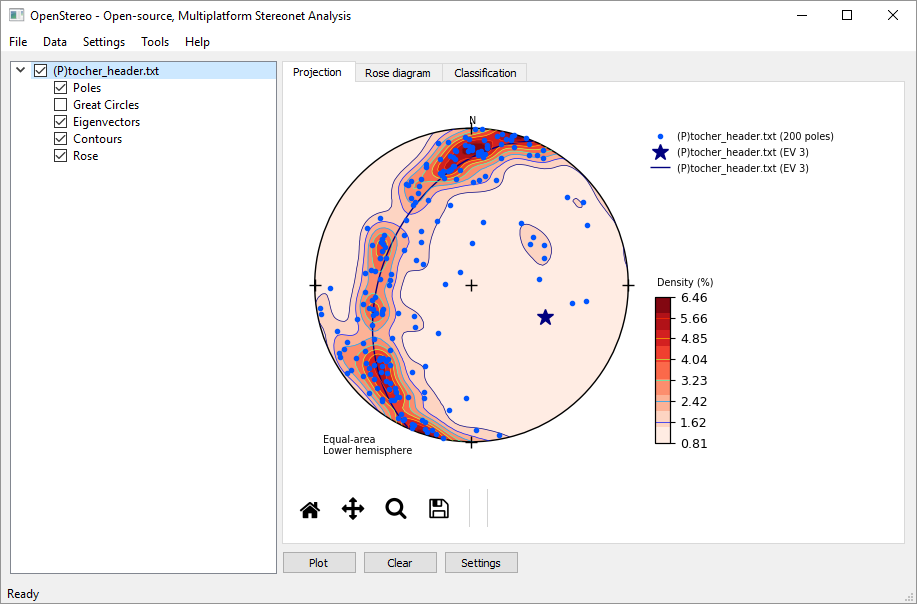 OpenStereo - Open-source, Multiplatform Stereonet Analysis
File Data Settings Tools Help
(P)tocher_header.txt
Poles
Great Circles
Eigenvectors
Contours
Rose
Projection Rose diagram Classification
N
(P)tocher_header.txt (200 poles)
(P)tocher_header.txt (EV 3)
(P)tocher_header.txt (EV 3)
Density (%)
6.46
5.66
4.85
4.04
3.23
2.42
1.62
0.81
Equal-area
Lower hemisphere
Plot Clear Settings
Ready